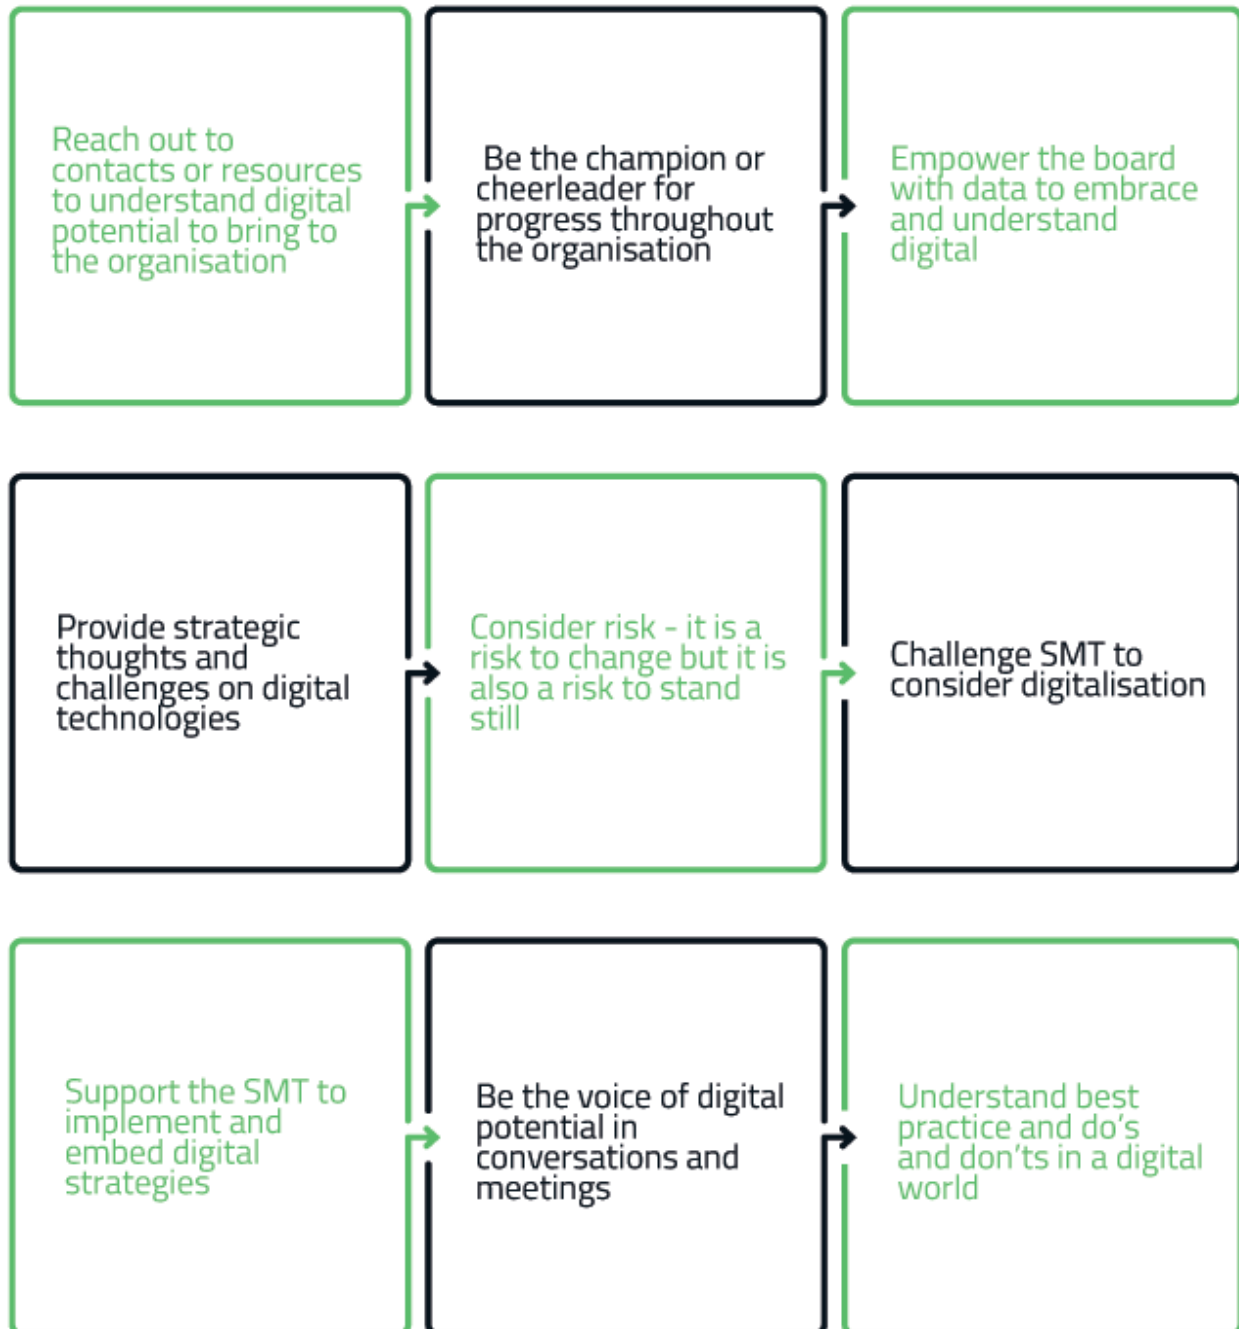 Reach out to
contacts or resources
to understand digital
potential to bring to
the organisation
Be the champion or
cheerleader for
progress throughout
the organisation
Empower the board
with data to embrace
and understand
digital
Provide strategic
thoughts and
challenges on digital
technologies
Consider risk - it is a
risk to change but it is
also a risk to stand
still
Challenge SMT to
consider digitalisation
Support the SMT to
implement and
embed digital
strategies
Be the voice of digital
potential in
conversations and
meetings
Understand best
practice and do's
and don'ts in a digital
world